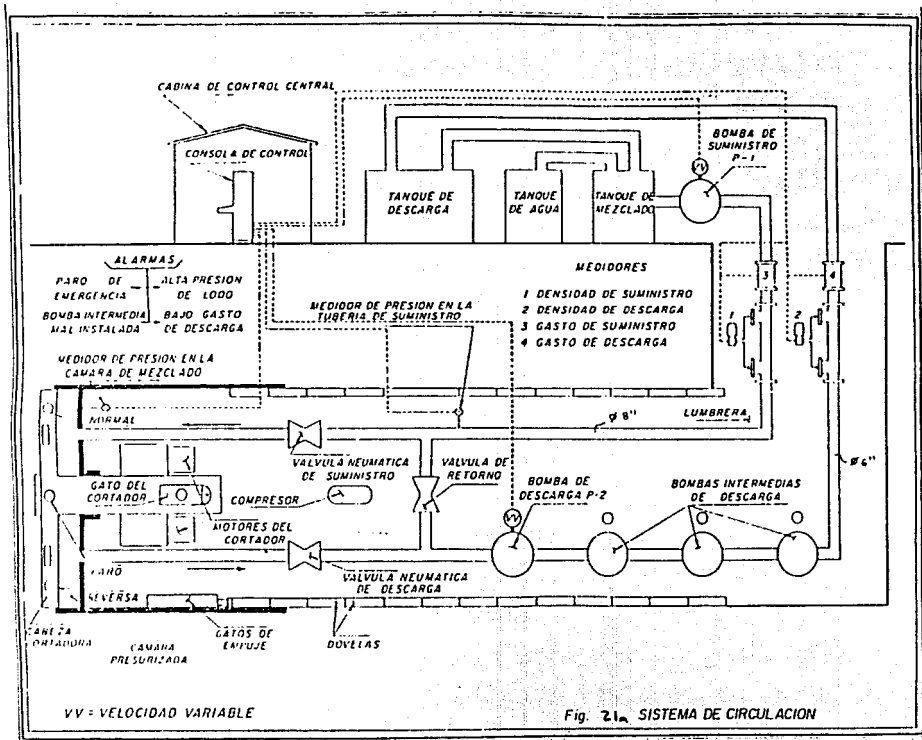 CABINA DE CONTROL CENTRAL
CONSOLA DE CONTROL
TANQUE DE
DESCARGA
TANQUE
DE AGUA
TANQUE DE
MEZCLADO
BOMBA DE
SUMINISTRO
P-1
VV
ALARMAS
PARO DE
EMERGENCIA
ALTA PRESION
DE LODO
BOMBA INTERMEDIA
MAL INSTALADA
BAJO GASTO
DE DESCARGA
MEDIDOR DE PRESION EN LA
TUBERIA DE SUMINISTRO
MEDIDORES
1 DENSIDAD DE SUMINISTRO
2 DENSIDAD DE DESCARGA
3 GASTO DE SUMINISTRO
4 GASTO DE DESCARGA
3
4
1
2
MEDIDOR DE PRESION EN LA
CAMARA DE MEZCLADO
NORMAL
Ø 8"
LUMBRERA
Ø 6"
VALVULA NEUMATICA
DE SUMINISTRO
VALVULA DE
RETORNO
GATO DEL
CORTADOR
COMPRESOR
MOTORES DEL
CORTADOR
BOMBA DE
DESCARGA P-2
VV
BOMBAS INTERMEDIAS
DE DESCARGA
PARO
VALVULA NEUMATICA
DE DESCARGA
REVERSA
CABEZA
CORTADORA
CAMARA
PRESURIZADA
GATOS DE
EMPUJE
DOVELAS
VV = VELOCIDAD VARIABLE
Fig. 21a SISTEMA DE CIRCULACION